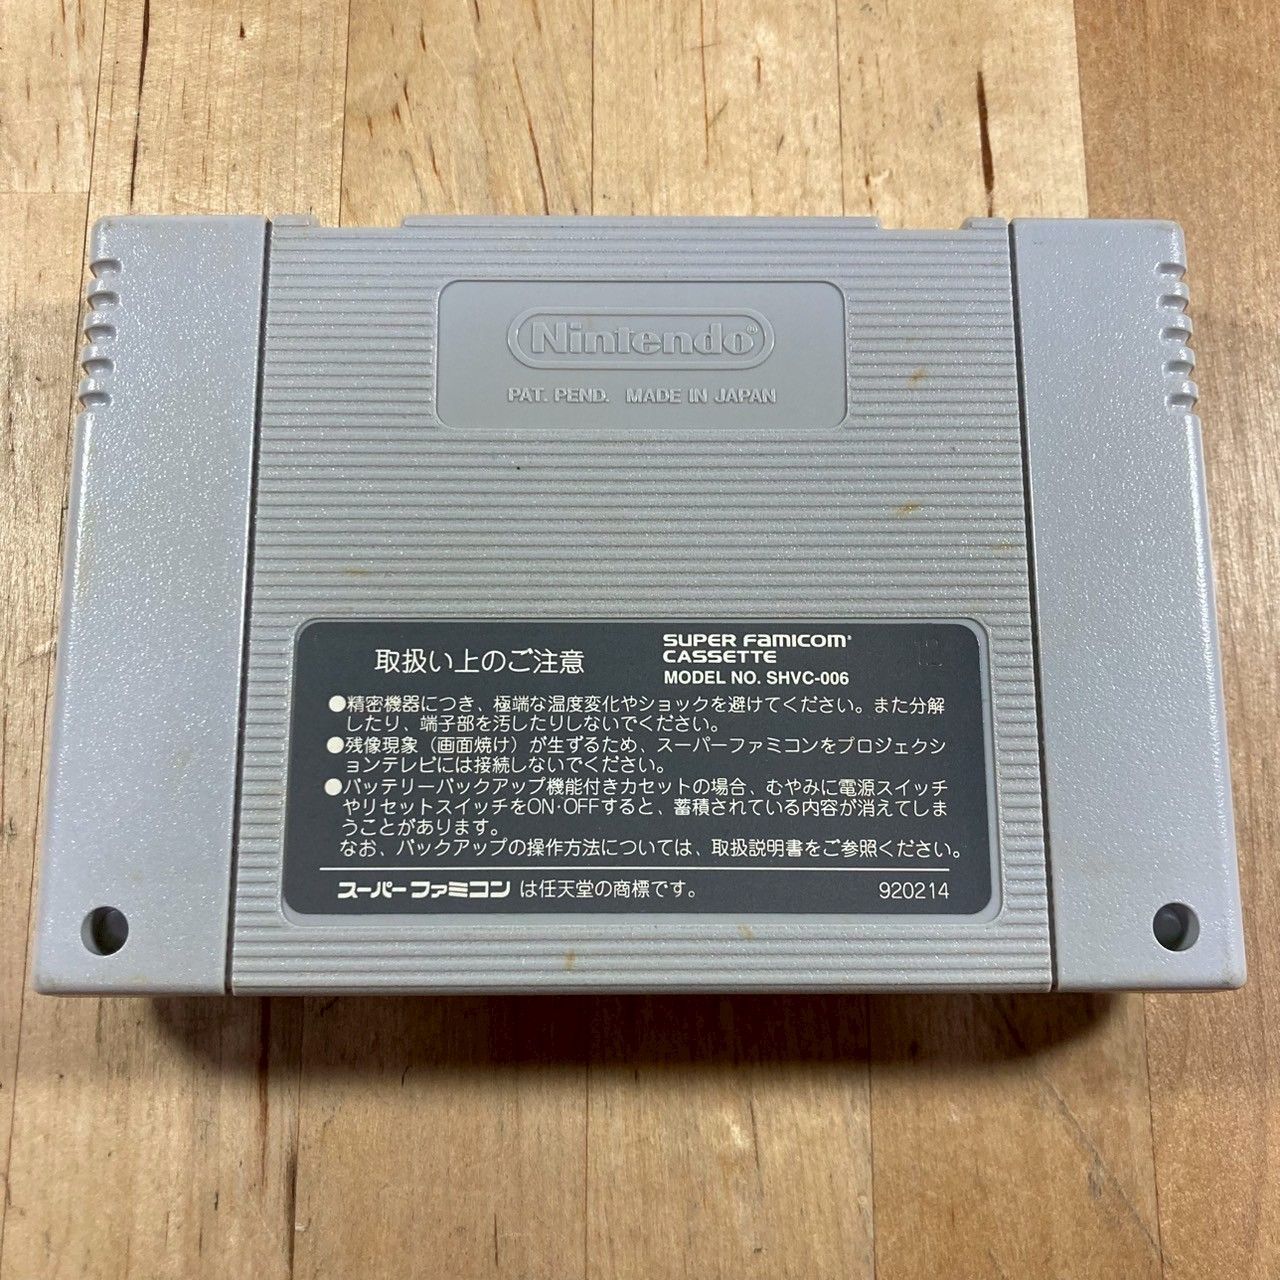 Nintendo®
PAT. PEND. MADE IN JAPAN
取扱い上のご注意
SUPER FAMICOM
CASSETTE
MODEL NO. SHVC-006
12
●精密機器につき、極端な温度変化やショックを避けてください。また分解
したり、端子部を汚したりしないでください。
●残像現象（画面焼け）が生ずるため、スーパーファミコンをプロジェクシ
ョンテレビには接続しないでください。
●バッテリーバックアップ機能付きカセットの場合、むやみに電源スイッチ
やリセットスイッチをON・OFFすると、蓄積されている内容が消えてしま
うことがあります。
なお、バックアップの操作方法については、取扱説明書をご参照ください。
スーパーファミコン は任天堂の商標です。
920214